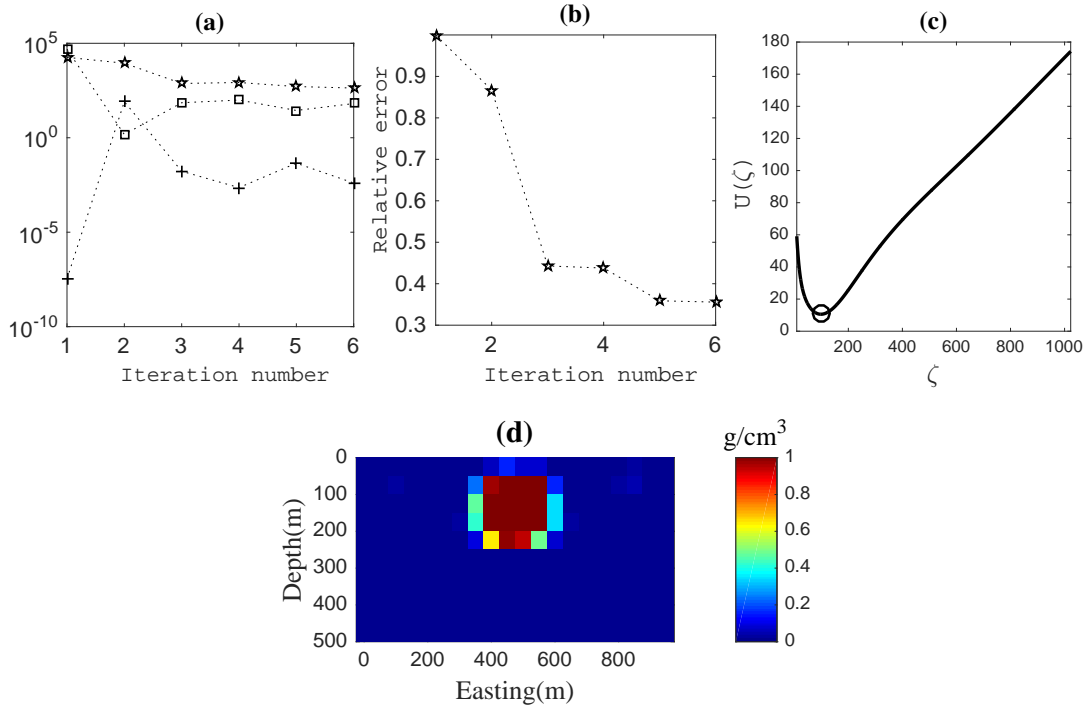 (a)
10^5
10^0
10^-5
10^-10
1 2 3 4 5 6
Iteration number
(b)
Relative error
0.9
0.8
0.7
0.6
0.5
0.4
0.3
2 4 6
Iteration number
(c)
U(ζ)
180
160
140
120
100
80
60
40
20
0
200 400 600 800 1000
ζ
(d)
Depth(m)
0
100
200
300
400
500
0 200 400 600 800
Easting(m)
g/cm^3
1
0.8
0.6
0.4
0.2
0